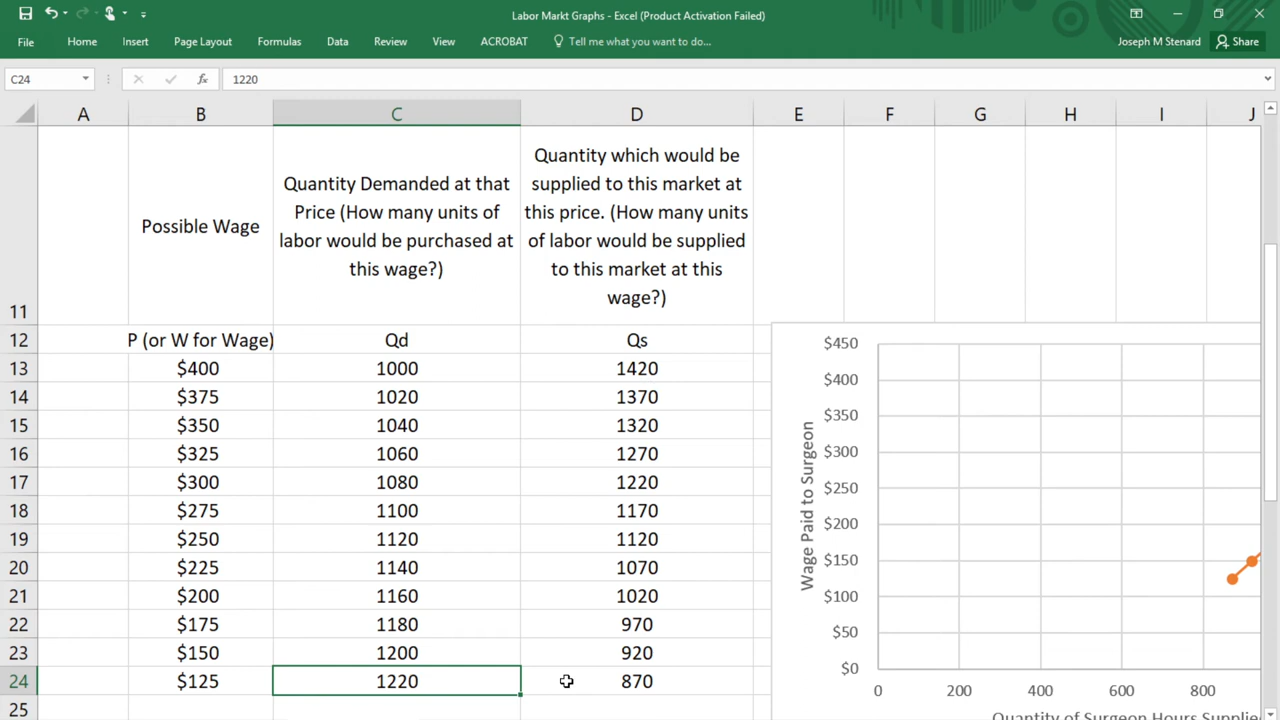 Labor Markt Graphs - Excel (Product Activation Failed)
File Home Insert Page Layout Formulas Data Review View ACROBAT Tell me what you want to do... Joseph M Stenard Share
C24 fx 1220
A B C D E F G H I J
Possible Wage
Quantity Demanded at that
Price (How many units of
labor would be purchased at
this wage?)
Quantity which would be
supplied to this market at
this price. (How many units
of labor would be supplied
to this market at this
wage?)
11
12 P (or W for Wage) Qd Qs
13 $400 1000 1420
14 $375 1020 1370
15 $350 1040 1320
16 $325 1060 1270
17 $300 1080 1220
18 $275 1100 1170
19 $250 1120 1120
20 $225 1140 1070
21 $200 1160 1020
22 $175 1180 970
23 $150 1200 920
24 $125 1220 870
25
Wage Paid to Surgeon
$450
$400
$350
$300
$250
$200
$150
$100
$50
$0
0 200 400 600 800
Quantity of Surgeon Hours Supplie